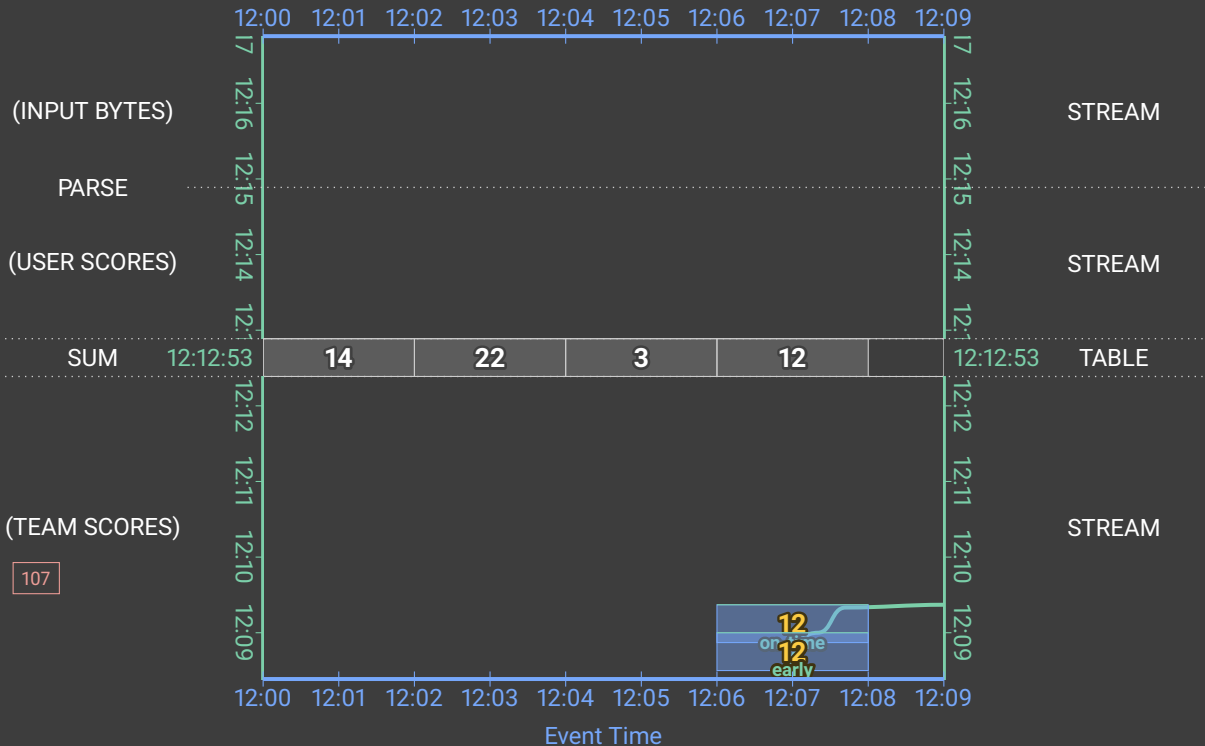 12:00 12:01 12:02 12:03 12:04 12:05 12:06 12:07 12:08 12:09
(INPUT BYTES) 12:16 12:16 STREAM
PARSE 12:15 12:15
(USER SCORES) 12:14 12:14 STREAM
SUM 12:12:53 14 22 3 12 12:12:53 TABLE
12:12 12:12
12:11 12:11
(TEAM SCORES) STREAM
12:10 12:10
107
12:09 12 12:09
on-time
12
early
12:00 12:01 12:02 12:03 12:04 12:05 12:06 12:07 12:08 12:09
Event Time